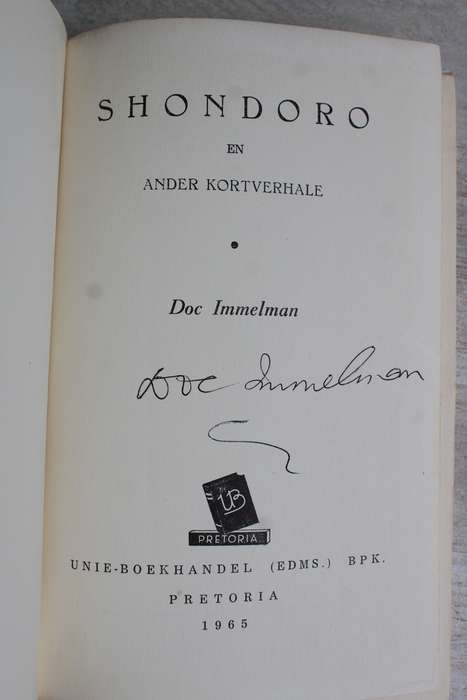 SHONDORO
EN
ANDER KORTVERHALE
Doc Immelman
Doc Immelman
UB
PRETORIA
UNIE-BOEKHANDEL (EDMS.) BPK.
PRETORIA
1965